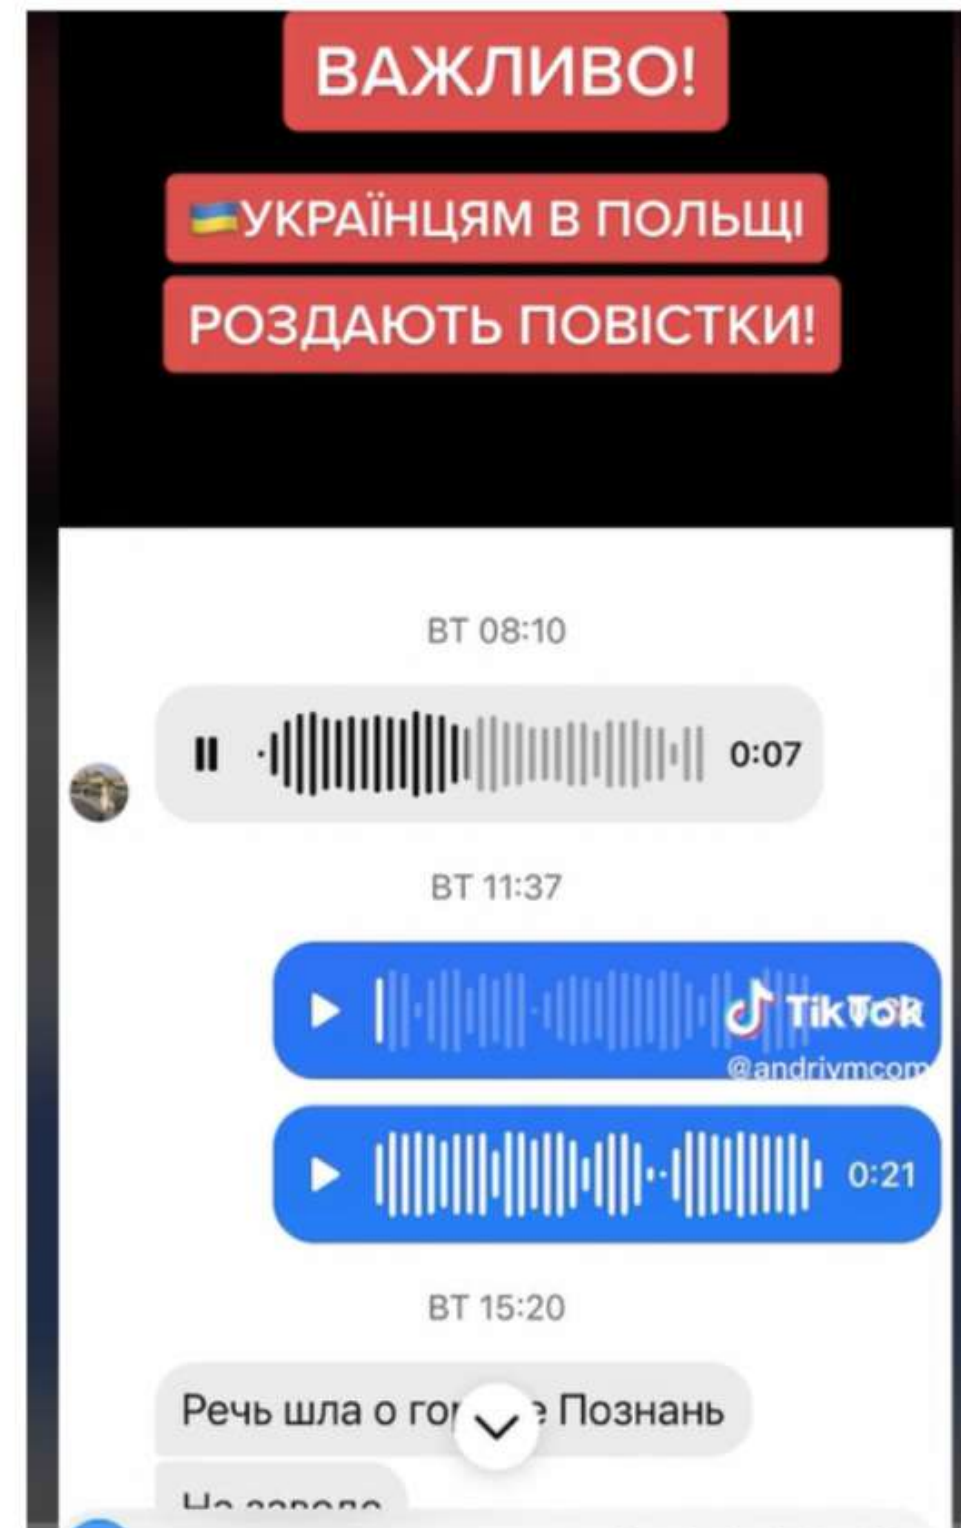 ВАЖЛИВО!
УКРАЇНЦЯМ В ПОЛЬЩІ
РОЗДАЮТЬ ПОВІСТКИ!
ВТ 08:10
0:07
ВТ 11:37
TikTok
@andrivmcom
0:21
ВТ 15:20
Речь шла о Познань